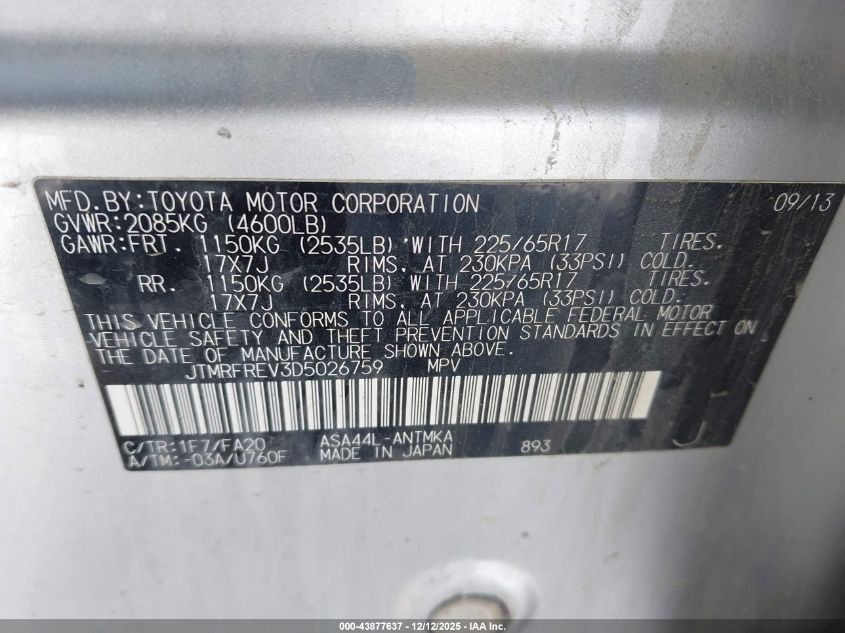 MFD.BY:TOYOTA MOTOR CORPORATION 09/13
GVWR:2085KG (4600LB)
GAWR:FRT. 1150KG (2535LB) WITH 225/65R17 TIRES.
17X7J RIMS, AT 230KPA (33PSI) COLD.
RR. 1150KG (2535LB) WITH 225/65R17 TIRES.
17X7J RIMS, AT 230KPA (33PSI) COLD.
THIS VEHICLE CONFORMS TO ALL APPLICABLE FEDERAL MOTOR
VEHICLE SAFETY AND THEFT PREVENTION STANDARDS IN EFFECT ON
THE DATE OF MANUFACTURE SHOWN ABOVE.
JTMRFREV3D5026759 MPV
C/TR:1F7/FA20 ASA44L-ANTMKA
A/TM:-03A/U760F MADE IN JAPAN 893 J
000-43877637 - 12/12/2025 - IAA Inc.